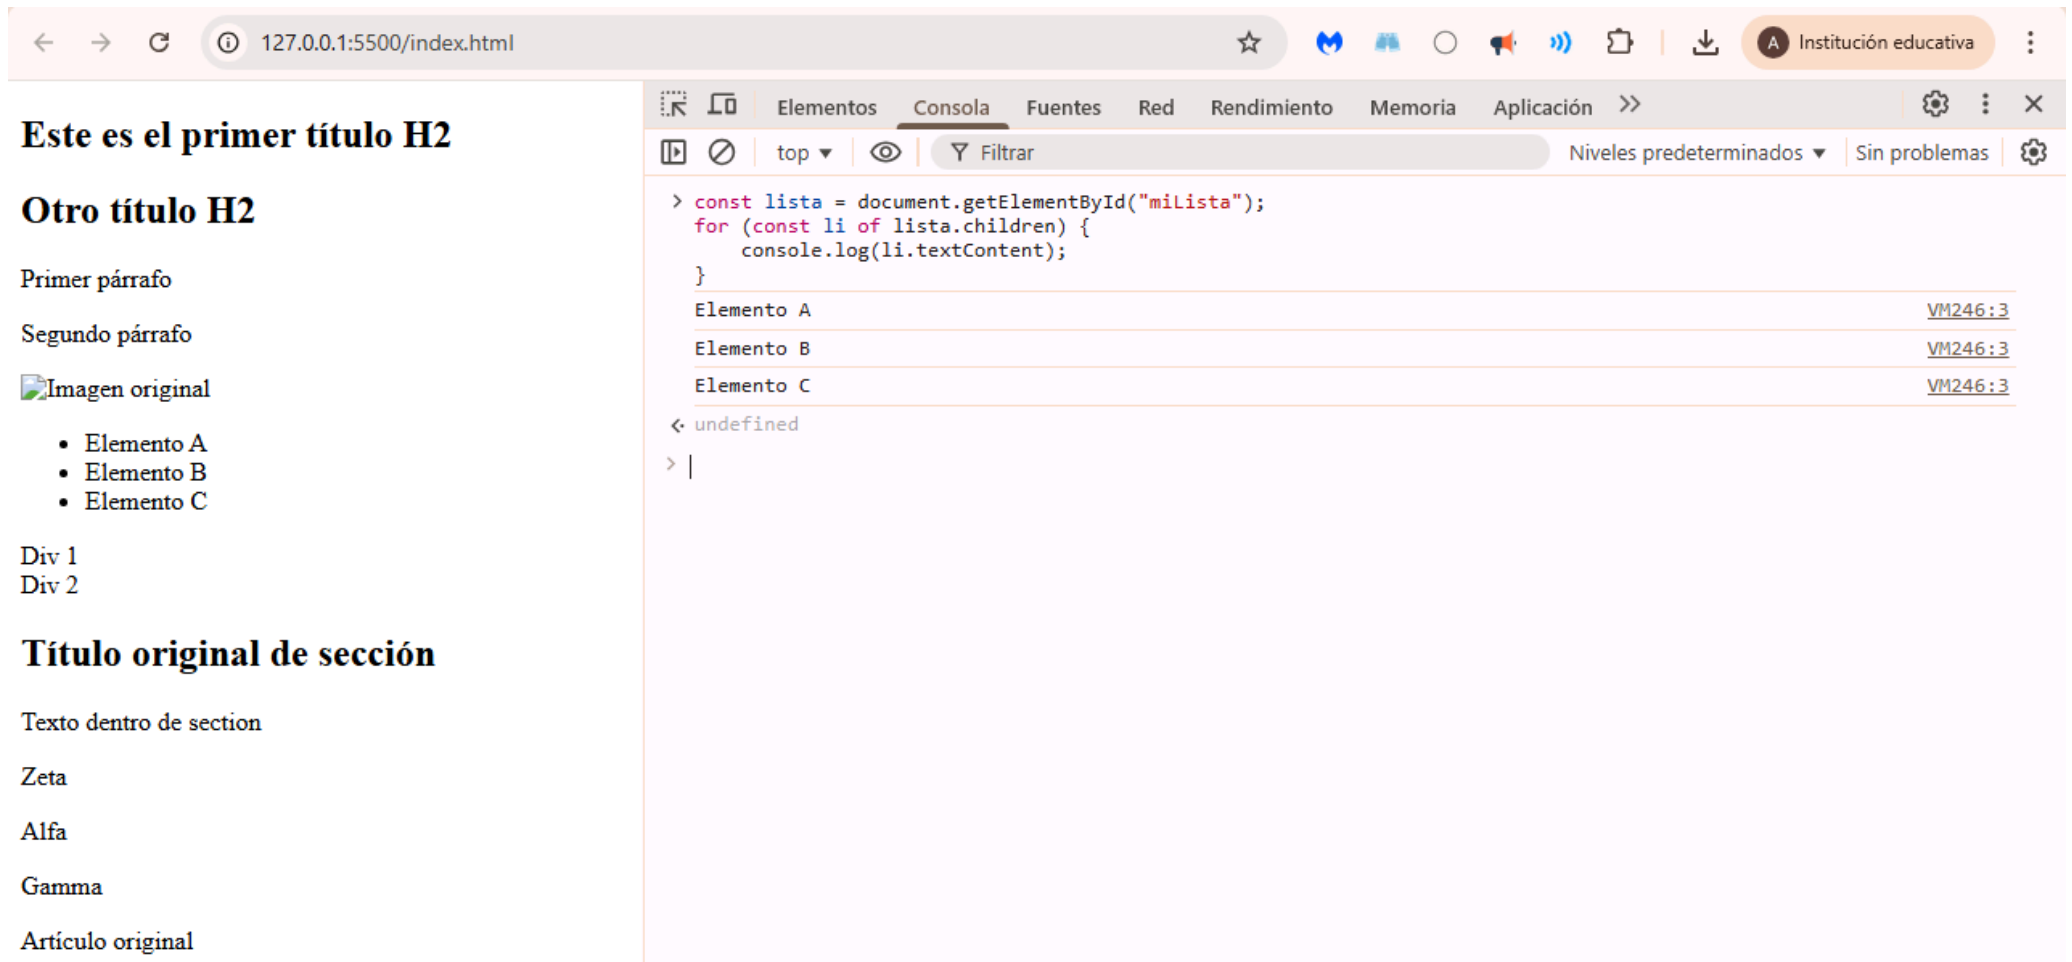 127.0.0.1:5500/index.html
A Institución educativa
Elementos Consola Fuentes Red Rendimiento Memoria Aplicación
top Filtrar Niveles predeterminados Sin problemas
Este es el primer título H2
Otro título H2
Primer párrafo
Segundo párrafo
Imagen original
• Elemento A
• Elemento B
• Elemento C
Div 1
Div 2
Título original de sección
Texto dentro de section
Zeta
Alfa
Gamma
Artículo original
> const lista = document.getElementById("miLista");
for (const li of lista.children) {
    console.log(li.textContent);
}
Elemento A VM246:3
Elemento B VM246:3
Elemento C VM246:3
undefined
>